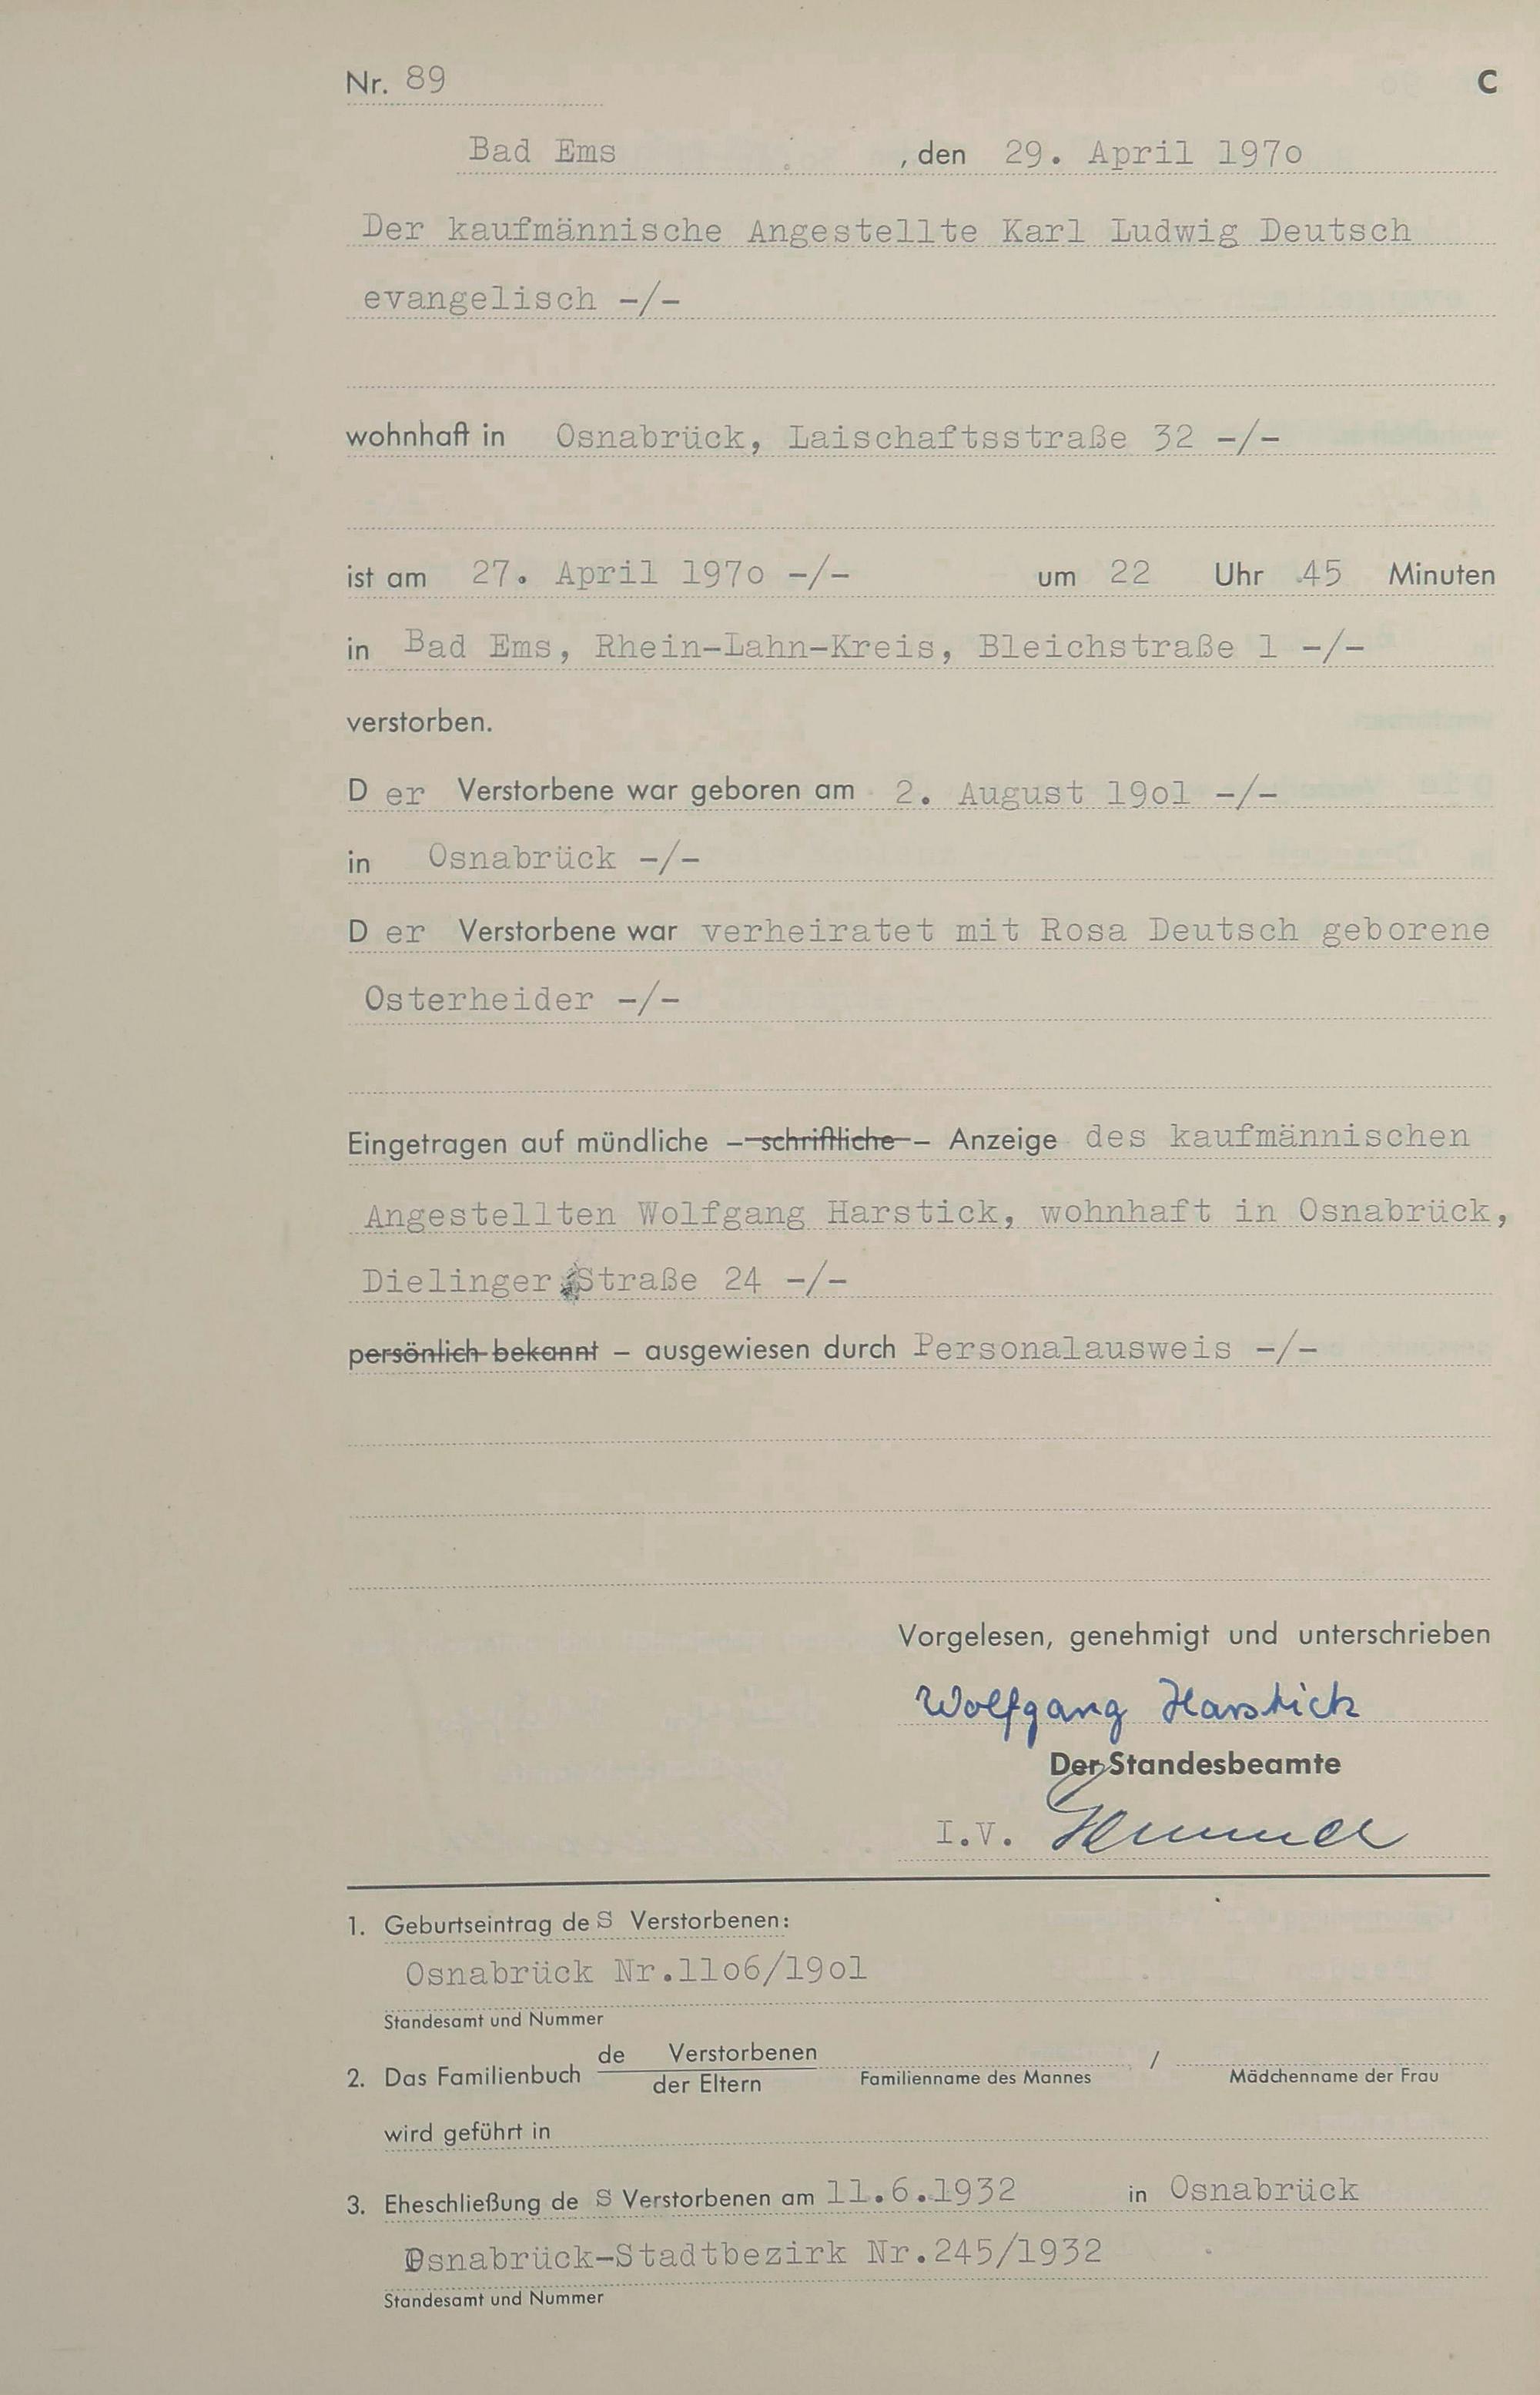 Nr. 89
C
Bad Ems , den 29. April 197o
Der kaufmännische Angestellte Karl Ludwig Deutsch
evangelisch -/-
wohnhaft in Osnabrück, Laischaftsstraße 32 -/-
ist am 27. April 197o -/- um 22 Uhr 45 Minuten
in Bad Ems, Rhein-Lahn-Kreis, Bleichstraße 1 -/-
verstorben.
D er Verstorbene war geboren am 2. August 19o1 -/-
in Osnabrück -/-
D er Verstorbene war verheiratet mit Rosa Deutsch geborene
Osterheider -/-
Eingetragen auf mündliche – schriftliche – Anzeige des kaufmännischen
Angestellten Wolfgang Harstick, wohnhaft in Osnabrück,
Dielinger Straße 24 -/-
persönlich bekannt – ausgewiesen durch Personalausweis -/-
Vorgelesen, genehmigt und unterschrieben
Wolfgang Harstick
Der Standesbeamte
I.V.
1. Geburtseintrag de s Verstorbenen:
Osnabrück Nr.11o6/19o1
Standesamt und Nummer
2. Das Familienbuch de Verstorbenen / der Eltern /
Familienname des Mannes Mädchenname der Frau
wird geführt in
3. Eheschließung de s Verstorbenen am 11.6.1932 in Osnabrück
Osnabrück-Stadtbezirk Nr.245/1932
Standesamt und Nummer